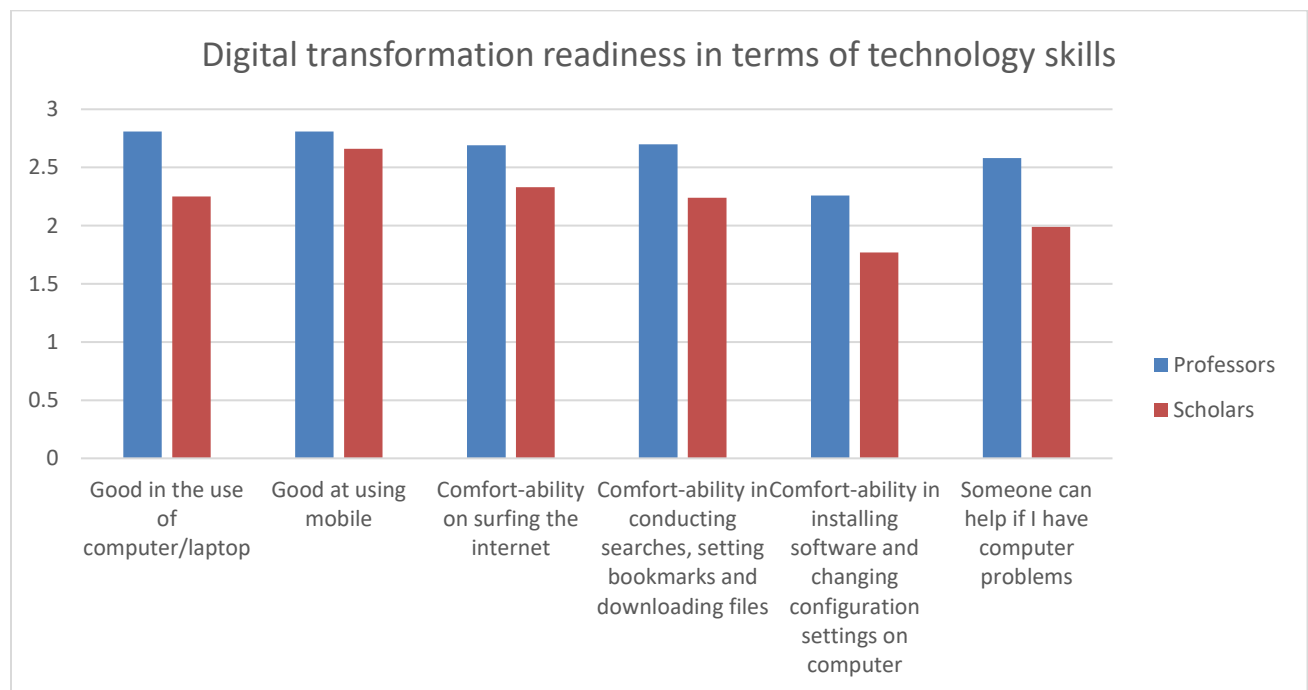 Digital transformation readiness in terms of technology skills
3
2.5
2
1.5
1
0.5
0
Professors
Scholars
Good in the use
of
computer/laptop
Good at using
mobile
Comfort-ability
on surfing the
internet
Comfort-ability in
conducting
searches, setting
bookmarks and
downloading files
Comfort-ability in
installing
software and
changing
configuration
settings on
computer
Someone can
help if I have
computer
problems